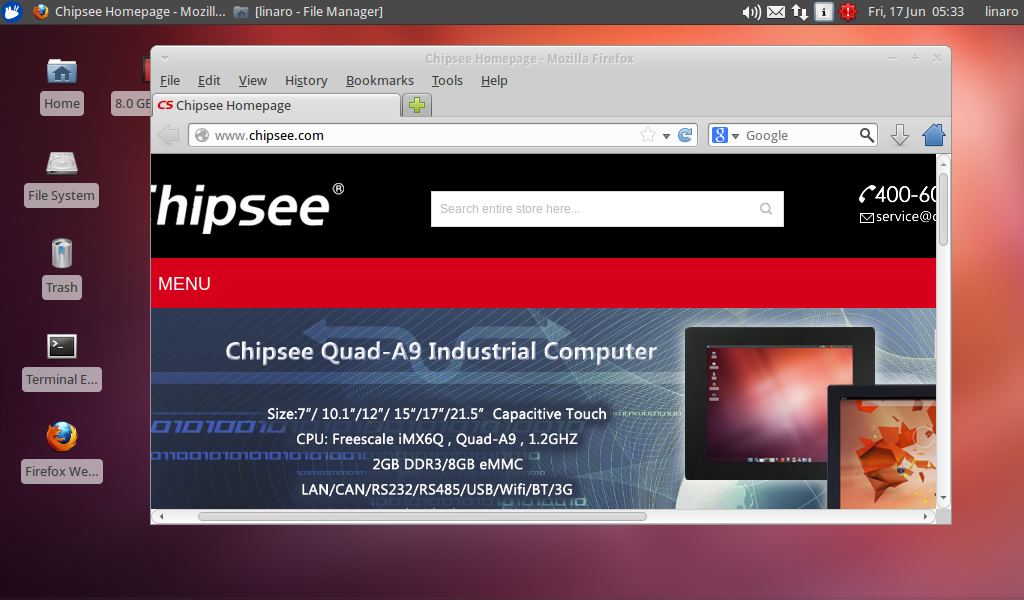 Chipsee Homepage - Mozill...
[linaro - File Manager]
Fri, 17 Jun 05:33
linaro
Home
8.0 GB
File System
Trash
Terminal E...
Firefox We...
Chipsee Homepage - Mozilla Firefox
File Edit View History Bookmarks Tools Help
CS Chipsee Homepage
www.chipsee.com
Google
Chipsee®
Search entire store here...
400-60
service@c
MENU
Chipsee Quad-A9 Industrial Computer
Size:7”/ 10.1”/12”/ 15”/17”/21.5” Capacitive Touch
CPU: Freescale iMX6Q , Quad-A9 , 1.2GHZ
2GB DDR3/8GB eMMC
LAN/CAN/RS232/RS485/USB/Wifi/BT/3G